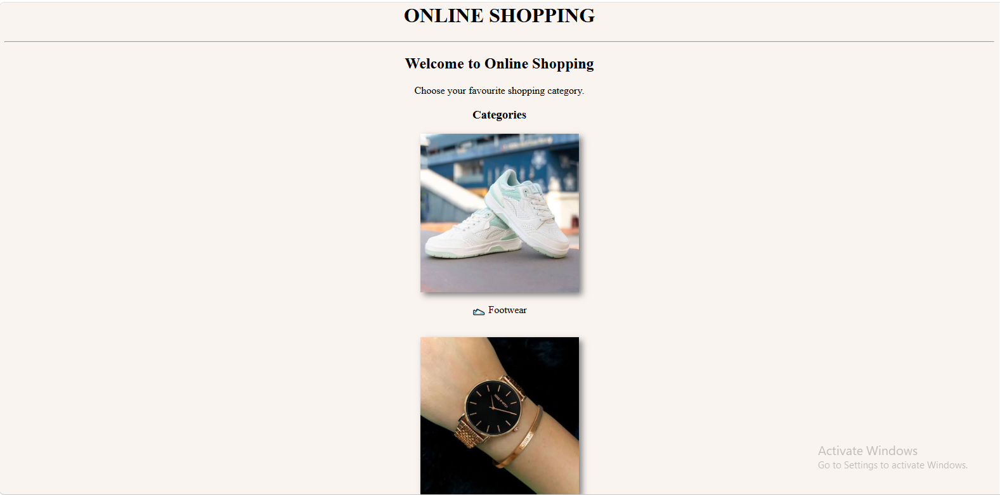 ONLINE SHOPPING
Welcome to Online Shopping
Choose your favourite shopping category.
Categories
Footwear
Activate Windows
Go to Settings to activate Windows.